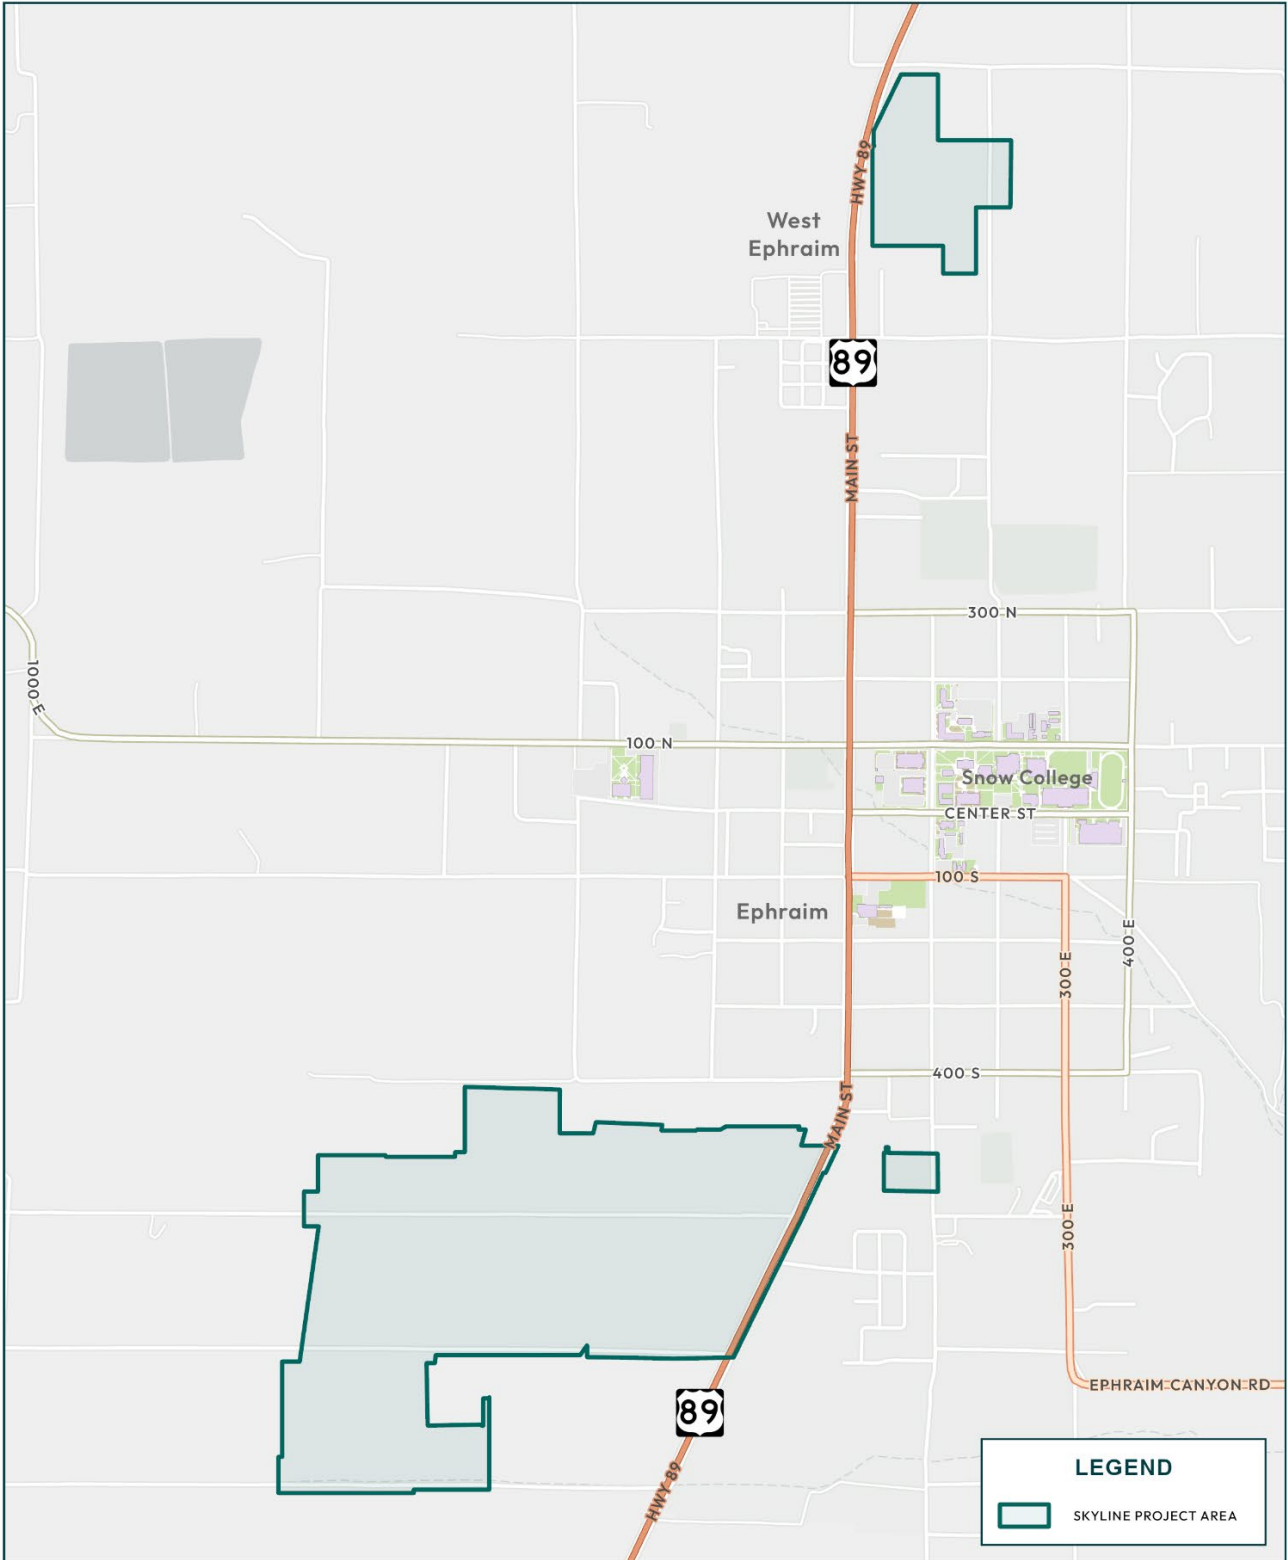 HWY 89
West
Ephraim
89
MAIN ST
300 N
1000 E
100 N
Snow College
CENTER ST
100 S
Ephraim
400 E
300 E
400 S
MAIN ST
300 E
EPHRAIM CANYON RD
89
HWY 89
LEGEND
SKYLINE PROJECT AREA